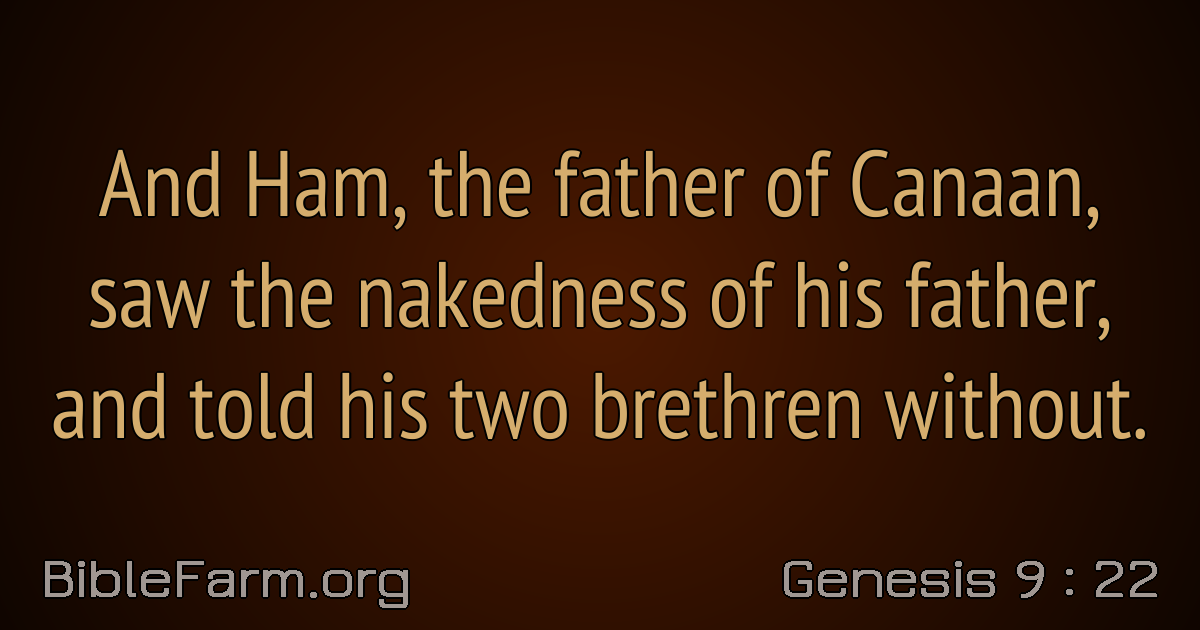 And Ham, the father of Canaan,
saw the nakedness of his father,
and told his two brethren without.
BibleFarm.org
Genesis 9 : 22